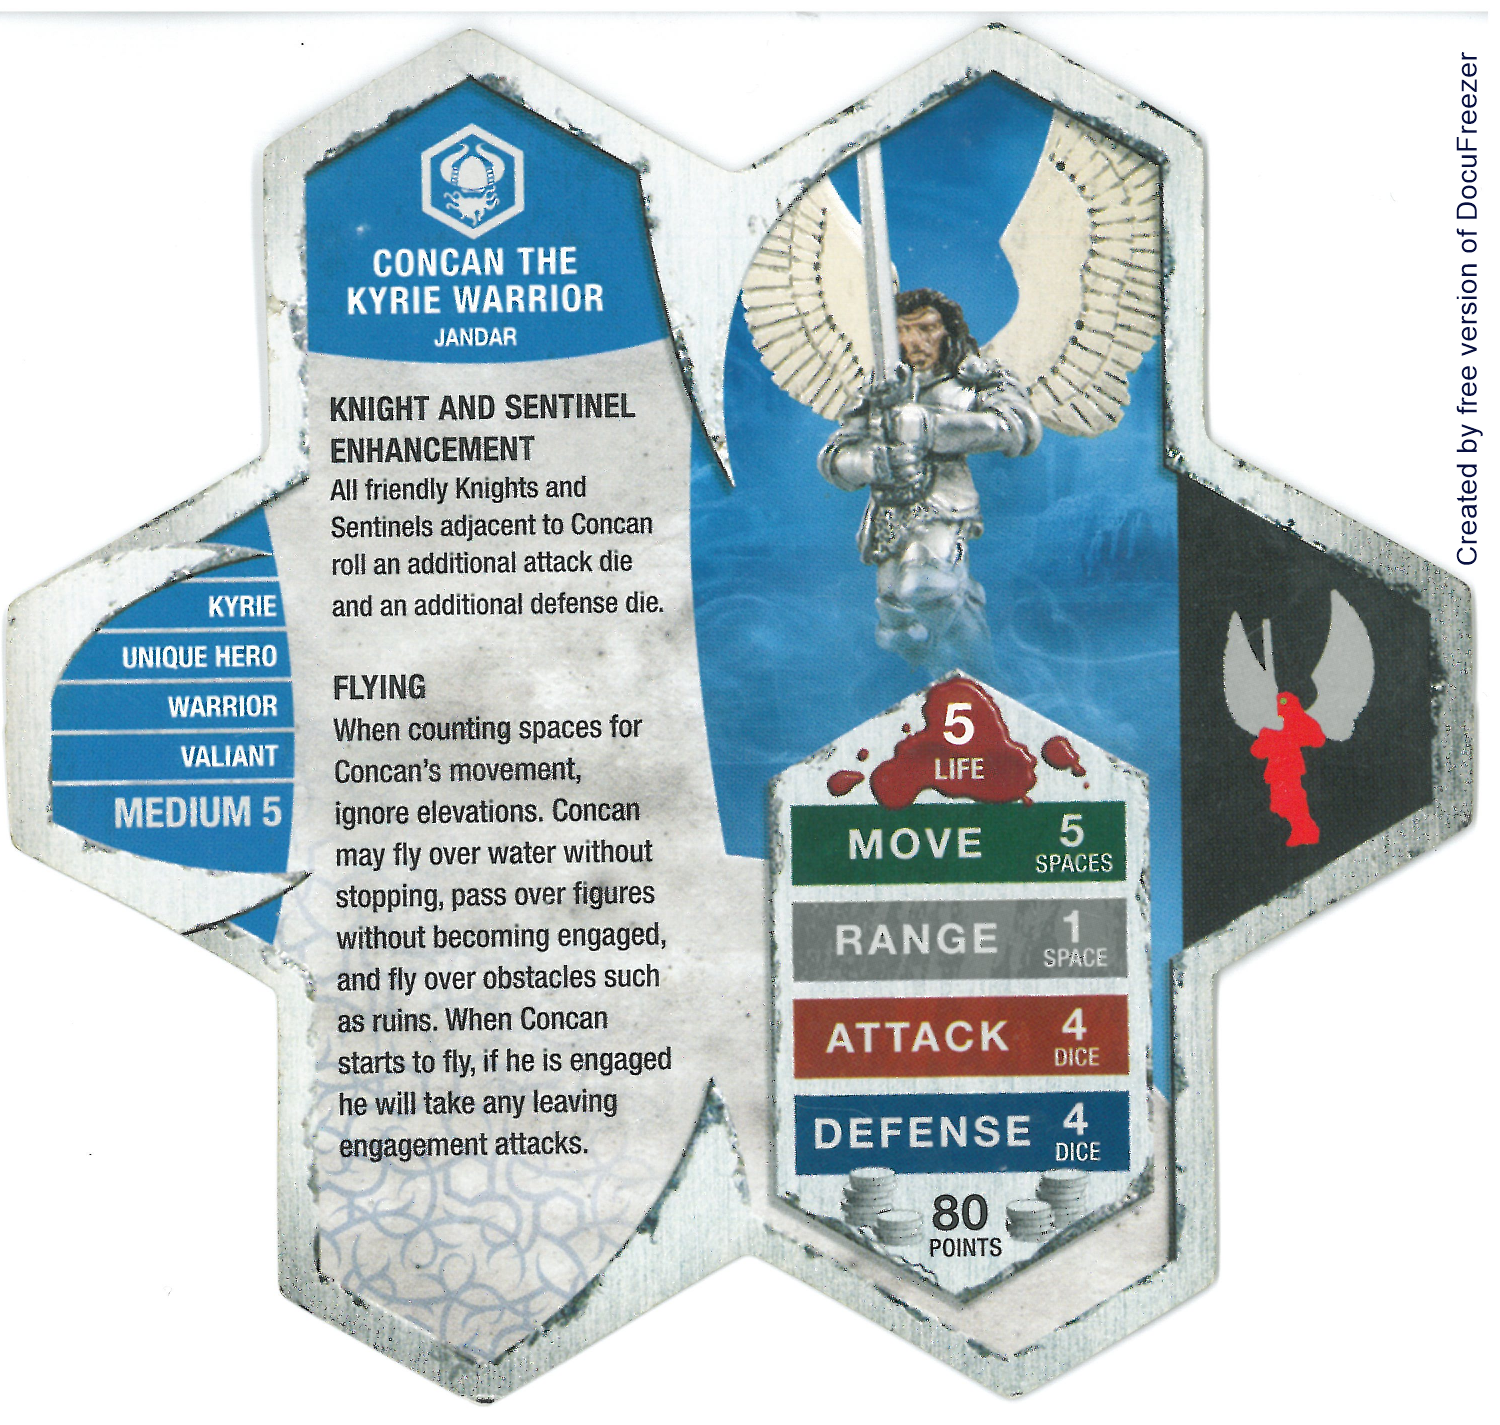 CONCAN THE
KYRIE WARRIOR
JANDAR
KNIGHT AND SENTINEL
ENHANCEMENT
All friendly Knights and
Sentinels adjacent to Concan
roll an additional attack die
and an additional defense die.
FLYING
When counting spaces for
Concan's movement,
ignore elevations. Concan
may fly over water without
stopping, pass over figures
without becoming engaged,
and fly over obstacles such
as ruins. When Concan
starts to fly, if he is engaged
he will take any leaving
engagement attacks.
KYRIE
UNIQUE HERO
WARRIOR
VALIANT
MEDIUM 5
5
LIFE
MOVE 5
SPACES
RANGE 1
SPACE
ATTACK 4
DICE
DEFENSE 4
DICE
80
POINTS
Created by free version of DocuFreezer